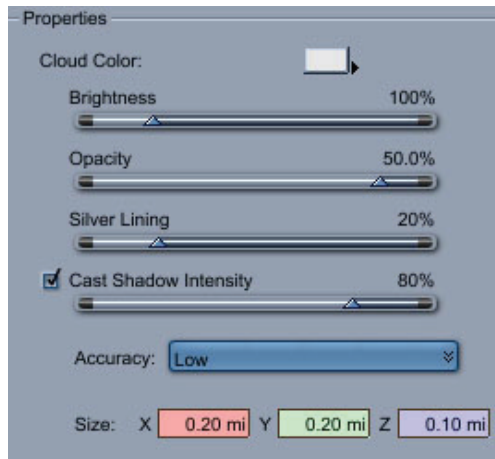 Properties
Cloud Color:
Brightness 100%
Opacity 50.0%
Silver Lining 20%
Cast Shadow Intensity 80%
Accuracy: Low
Size: X 0.20 mi Y 0.20 mi Z 0.10 mi